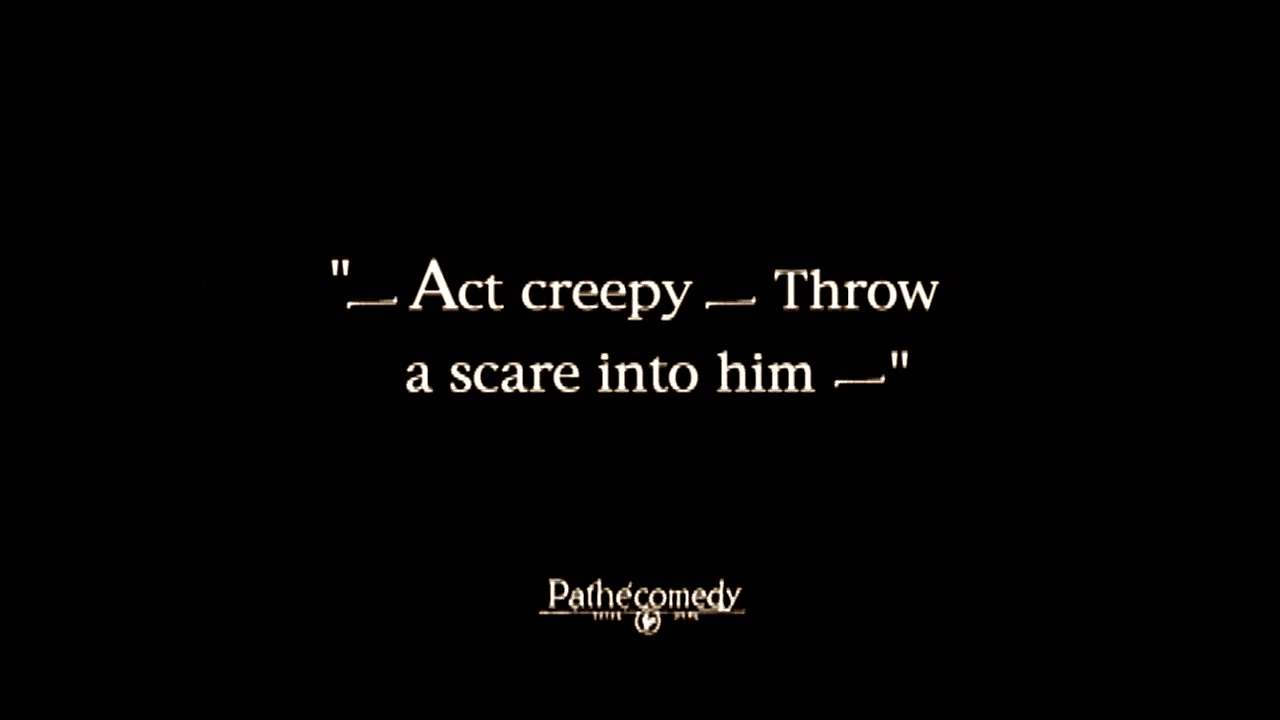 "— Act creepy — Throw
a scare into him —"
Pathécomedy